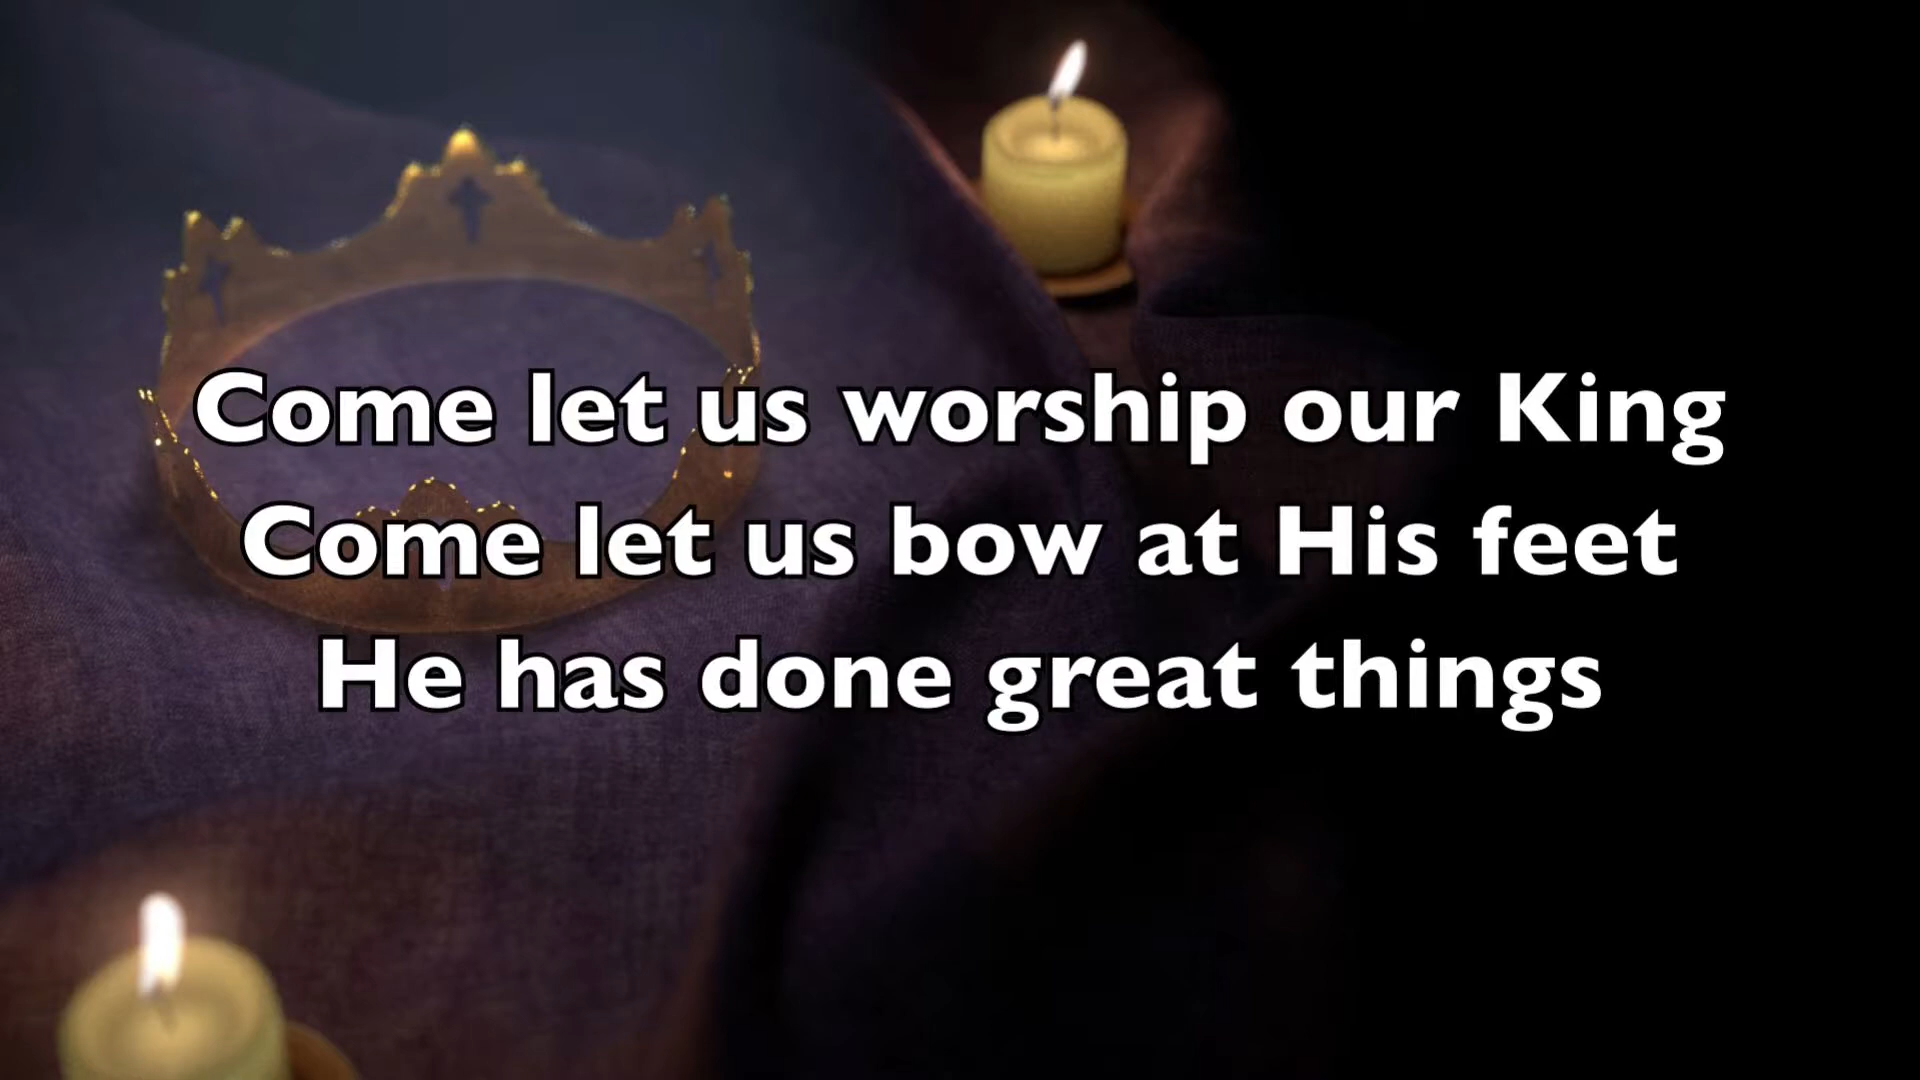 Come let us worship our King
Come let us bow at His feet
He has done great things